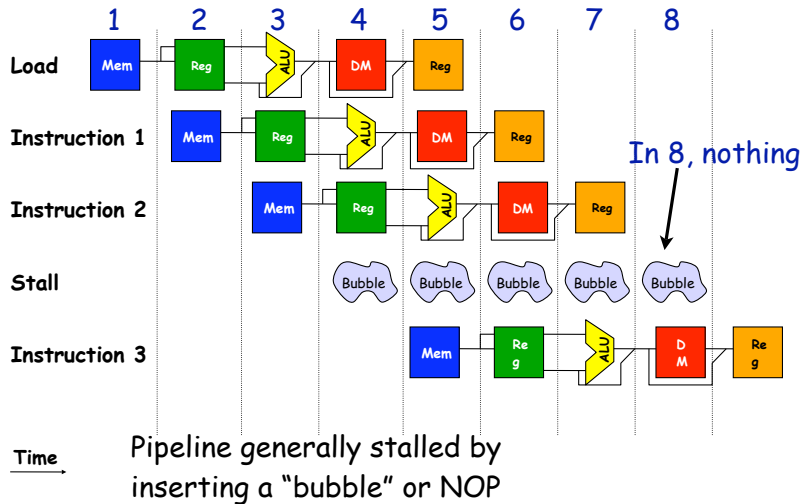 1 2 3 4 5 6 7 8
Load Mem Reg ALU DM Reg
Instruction 1 Mem Reg ALU DM Reg
In 8, nothing
Instruction 2 Mem Reg ALU DM Reg
Stall Bubble Bubble Bubble Bubble Bubble
Instruction 3 Mem Re ALU D Re
g M g
Time Pipeline generally stalled by
inserting a “bubble” or NOP